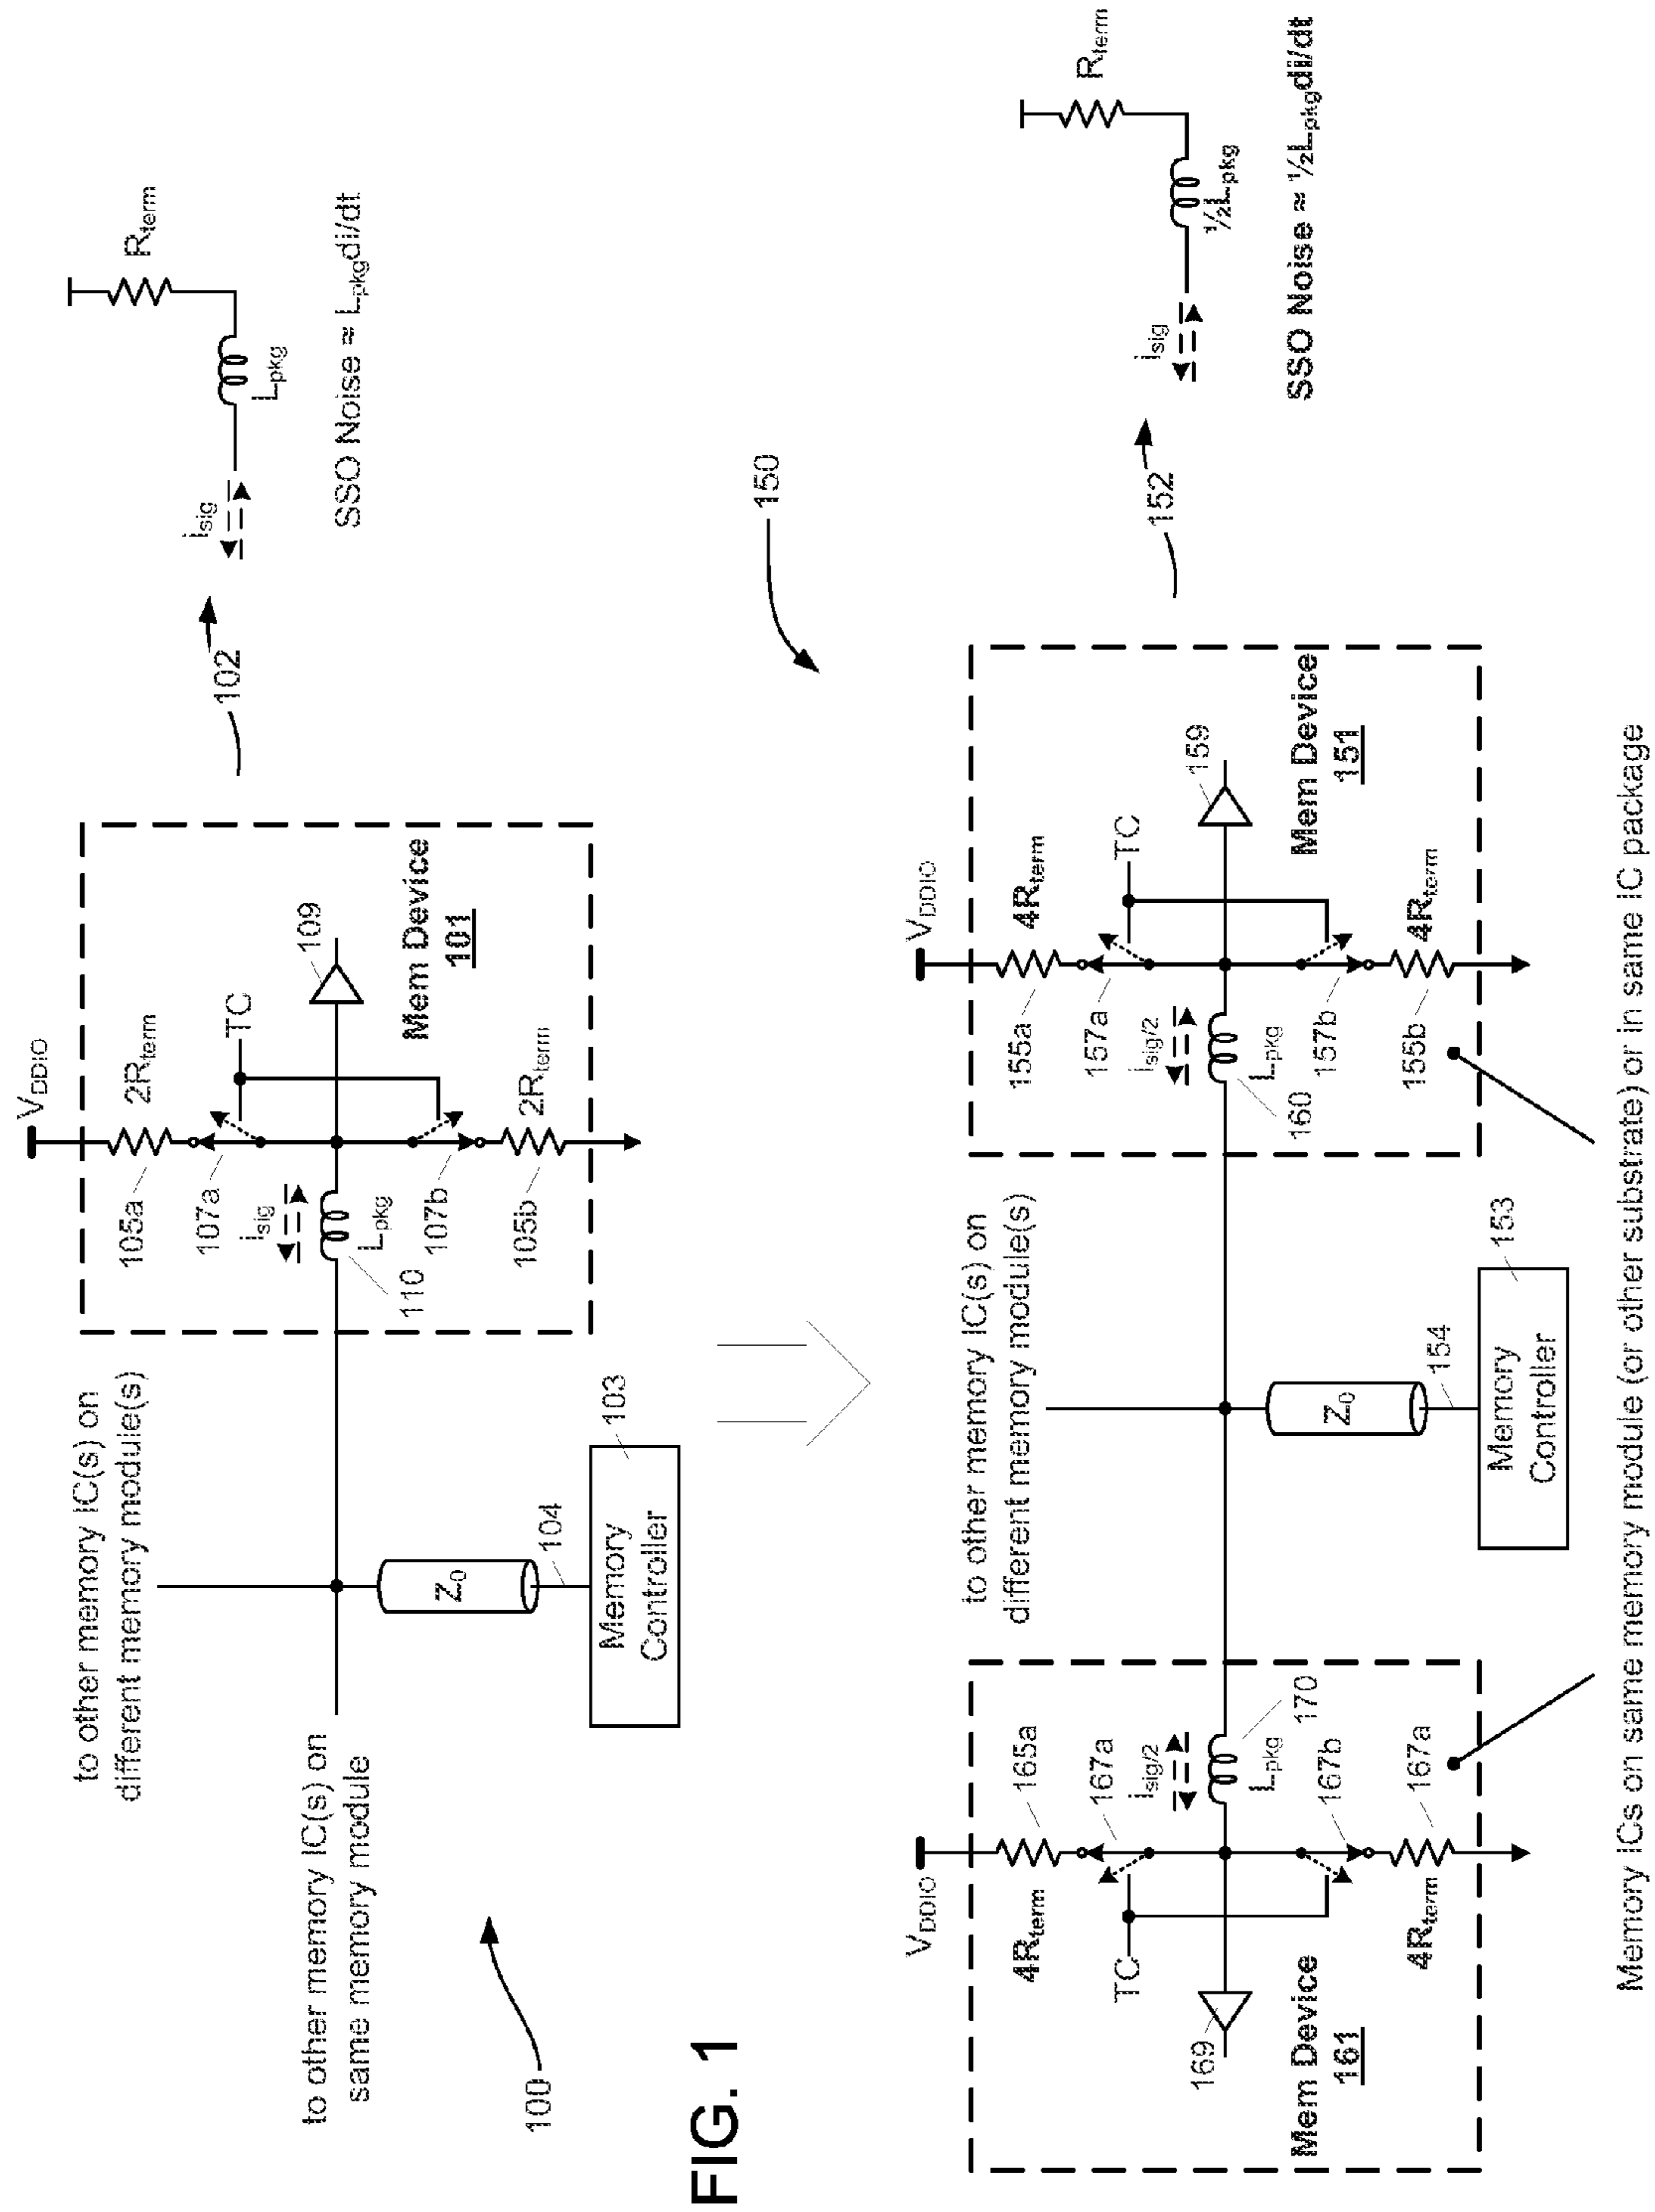 to other memory IC(s) on
different memory module(s)
to other memory IC(s) on
same memory module
100
Z0
104
Memory
Controller
103
VDDIO
105a
2Rterm
107a
TC
isig
Lpkg
110
107b
105b
2Rterm
109
Mem Device
101
102
isig
Lpkg
Rterm
SSO Noise ≈ Lpkgdi/dt
150
FIG. 1
to other memory IC(s) on
different memory module(s)
Z0
154
Memory
Controller
153
VDDIO
4Rterm
165a
TC
167a
isig/2
Lpkg
170
169
167b
4Rterm
167a
Mem Device
161
VDDIO
155a
4Rterm
157a
TC
isig/2
Lpkg
160
157b
155b
4Rterm
159
Mem Device
151
152
isig
½Lpkg
Rterm
SSO Noise ≈ ½Lpkgdi/dt
Memory ICs on same memory module (or other substrate) or in same IC package